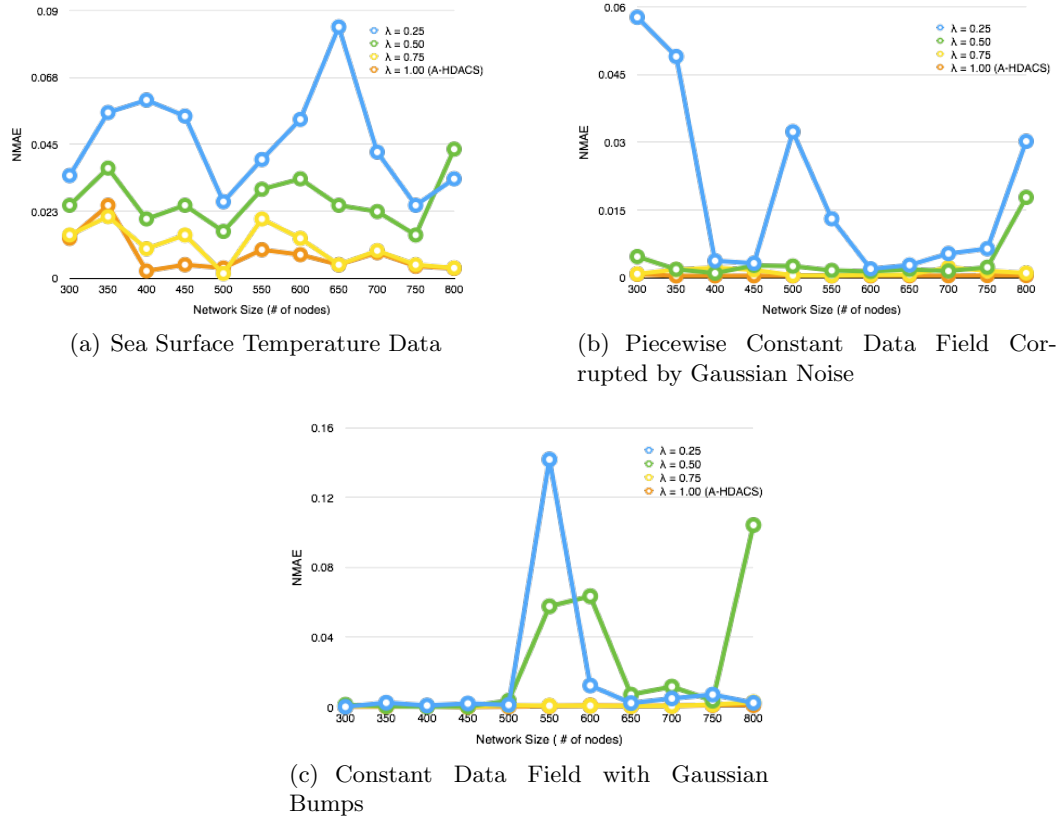 0.09
0.068
0.045
0.023
0
NMAE
λ = 0.25
λ = 0.50
λ = 0.75
λ = 1.00 (A-HDACS)
300 350 400 450 500 550 600 650 700 750 800
Network Size (# of nodes)
(a) Sea Surface Temperature Data
0.06
0.045
0.03
0.015
0
NMAE
λ = 0.25
λ = 0.50
λ = 0.75
λ = 1.00 (A-HDACS)
300 350 400 450 500 550 600 650 700 750 800
Network Size (# of nodes)
(b) Piecewise Constant Data Field Cor-
rupted by Gaussian Noise
0.16
0.12
0.08
0.04
0
NMAE
λ = 0.25
λ = 0.50
λ = 0.75
λ = 1.00 (A-HDACS)
300 350 400 450 500 550 600 650 700 750 800
Network Size ( # of nodes)
(c) Constant Data Field with Gaussian
Bumps